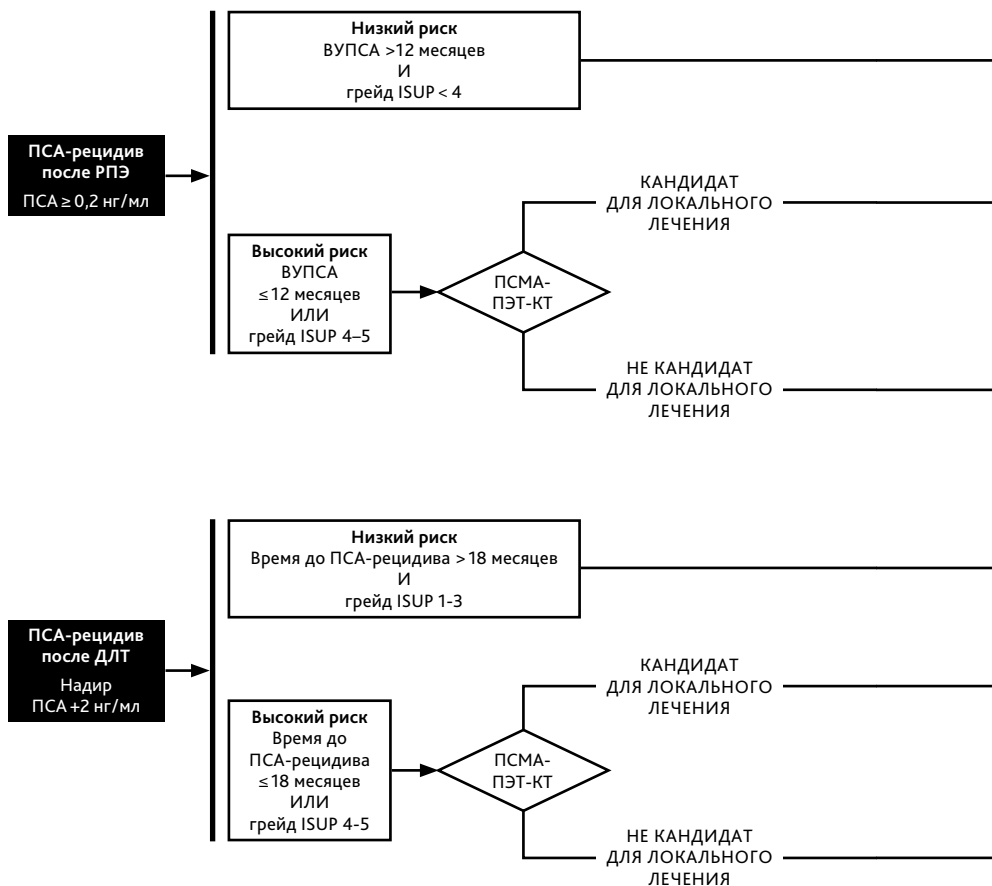 ПСА-рецидив
после РПЭ
ПСА ≥ 0,2 нг/мл
Низкий риск
ВУПСА >12 месяцев
И
грейд ISUP < 4
Высокий риск
ВУПСА
≤ 12 месяцев
ИЛИ
грейд ISUP 4–5
ПСМА-
ПЭТ-КТ
КАНДИДАТ
ДЛЯ ЛОКАЛЬНОГО
ЛЕЧЕНИЯ
НЕ КАНДИДАТ
ДЛЯ ЛОКАЛЬНОГО
ЛЕЧЕНИЯ
ПСА-рецидив
после ДЛТ
Надир
ПСА +2 нг/мл
Низкий риск
Время до ПСА-рецидива >18 месяцев
И
грейд ISUP 1-3
Высокий риск
Время до
ПСА-рецидива
≤18 месяцев
ИЛИ
грейд ISUP 4-5
ПСМА-
ПЭТ-КТ
КАНДИДАТ
ДЛЯ ЛОКАЛЬНОГО
ЛЕЧЕНИЯ
НЕ КАНДИДАТ
ДЛЯ ЛОКАЛЬНОГО
ЛЕЧЕНИЯ